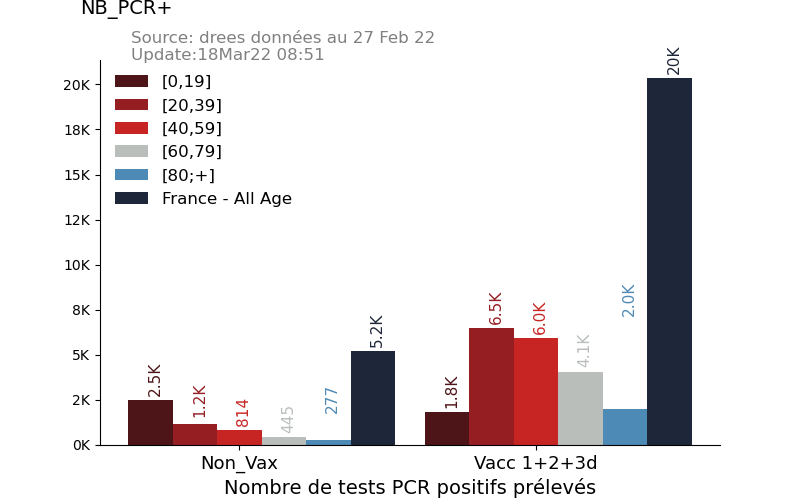 NB_PCR+
Source: drees données au 27 Feb 22
Update:18Mar22 08:51
20K
18K
15K
12K
10K
8K
5K
2K
0K
[0,19]
[20,39]
[40,59]
[60,79]
[80;+]
France - All Age
2.5K
1.2K
814
445
277
5.2K
1.8K
6.5K
6.0K
4.1K
2.0K
20K
Non_Vax
Vacc 1+2+3d
Nombre de tests PCR positifs prélevés